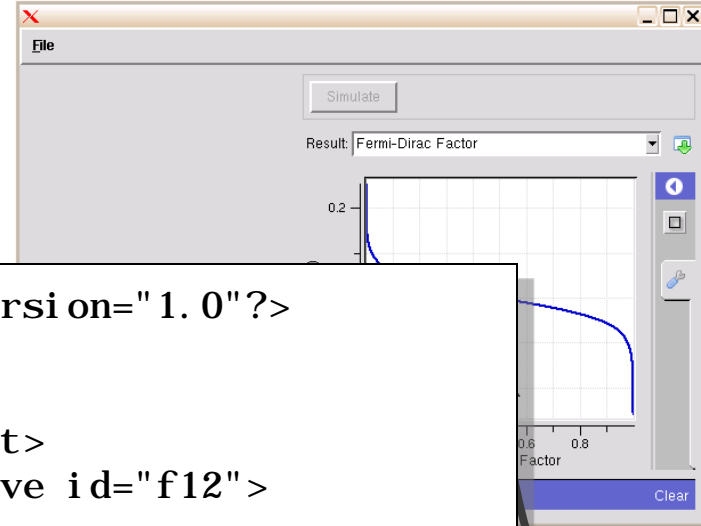 File
Simulate
Result: Fermi-Dirac Factor
0.2
rsion="1.0"?>
t>
ve id="f12">
0.6 0.8
Factor
Clear